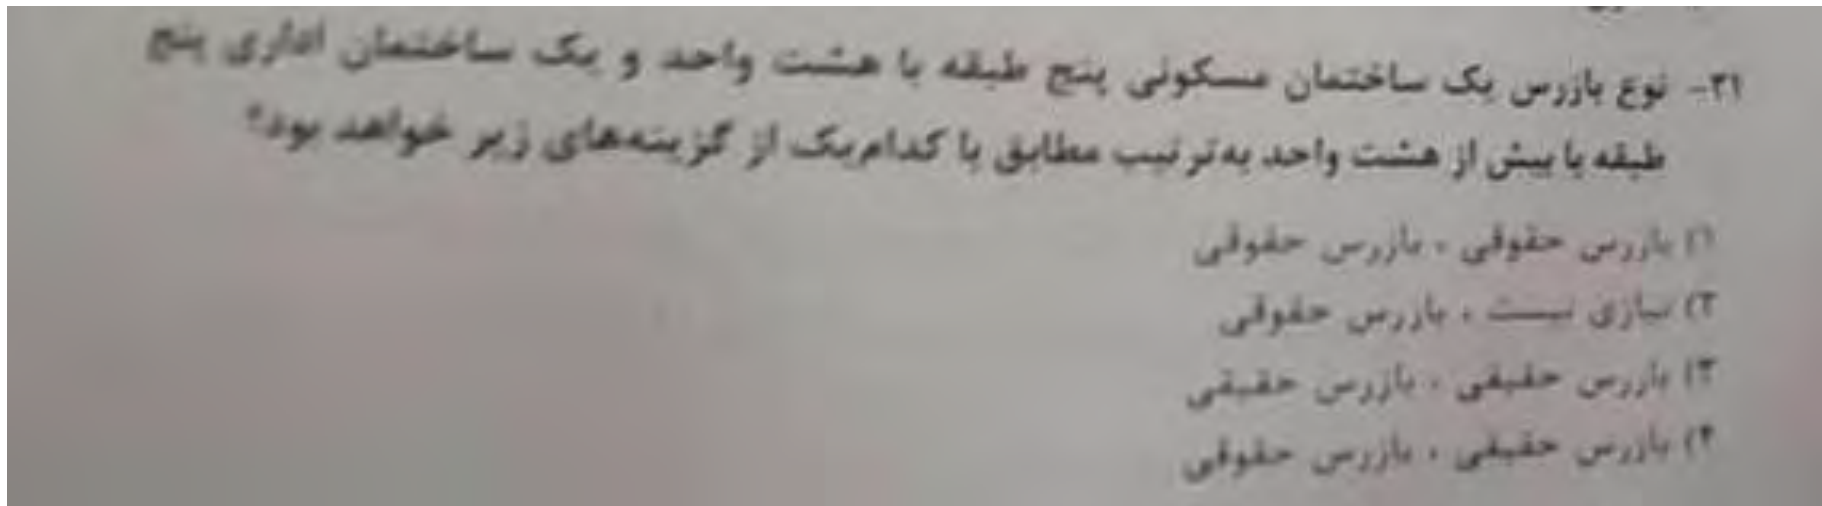 ۳۱- نوع بازرس یک ساختمان مسکونی پنج طبقه با هشت واحد و یک ساختمان اداری پنج
طبقه با بیش از هشت واحد به‌ترتیب مطابق با کدام‌یک از گزینه‌های زیر خواهد بود؟
۱) بازرس حقوقی ، بازرس حقوقی
۲) نیازی نیست ، بازرس حقوقی
۳) بازرس حقیقی ، بازرس حقیقی
۴) بازرس حقیقی ، بازرس حقوقی